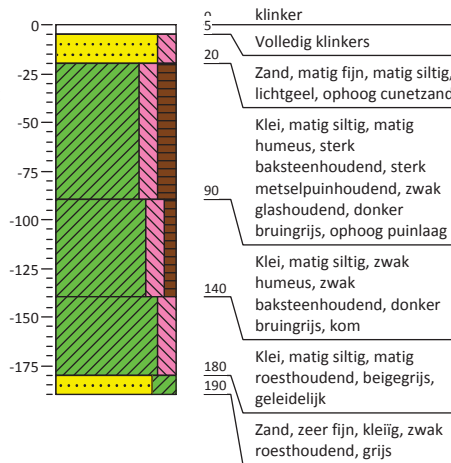 0
-25
-50
-75
-100
-125
-150
-175
0
klinker
5
Volledig klinkers
20
Zand, matig fijn, matig siltig,
lichtgeel, ophoog cunetzand
Klei, matig siltig, matig
humeus, sterk
baksteenhoudend, sterk
metselpuinhoudend, zwak
glashoudend, donker
bruingrijs, ophoog puinlaag
90
Klei, matig siltig, zwak
humeus, zwak
baksteenhoudend, donker
bruingrijs, kom
140
Klei, matig siltig, matig
roesthoudend, beigegrijs,
geleidelijk
180
190
Zand, zeer fijn, kleiïg, zwak
roesthoudend, grijs